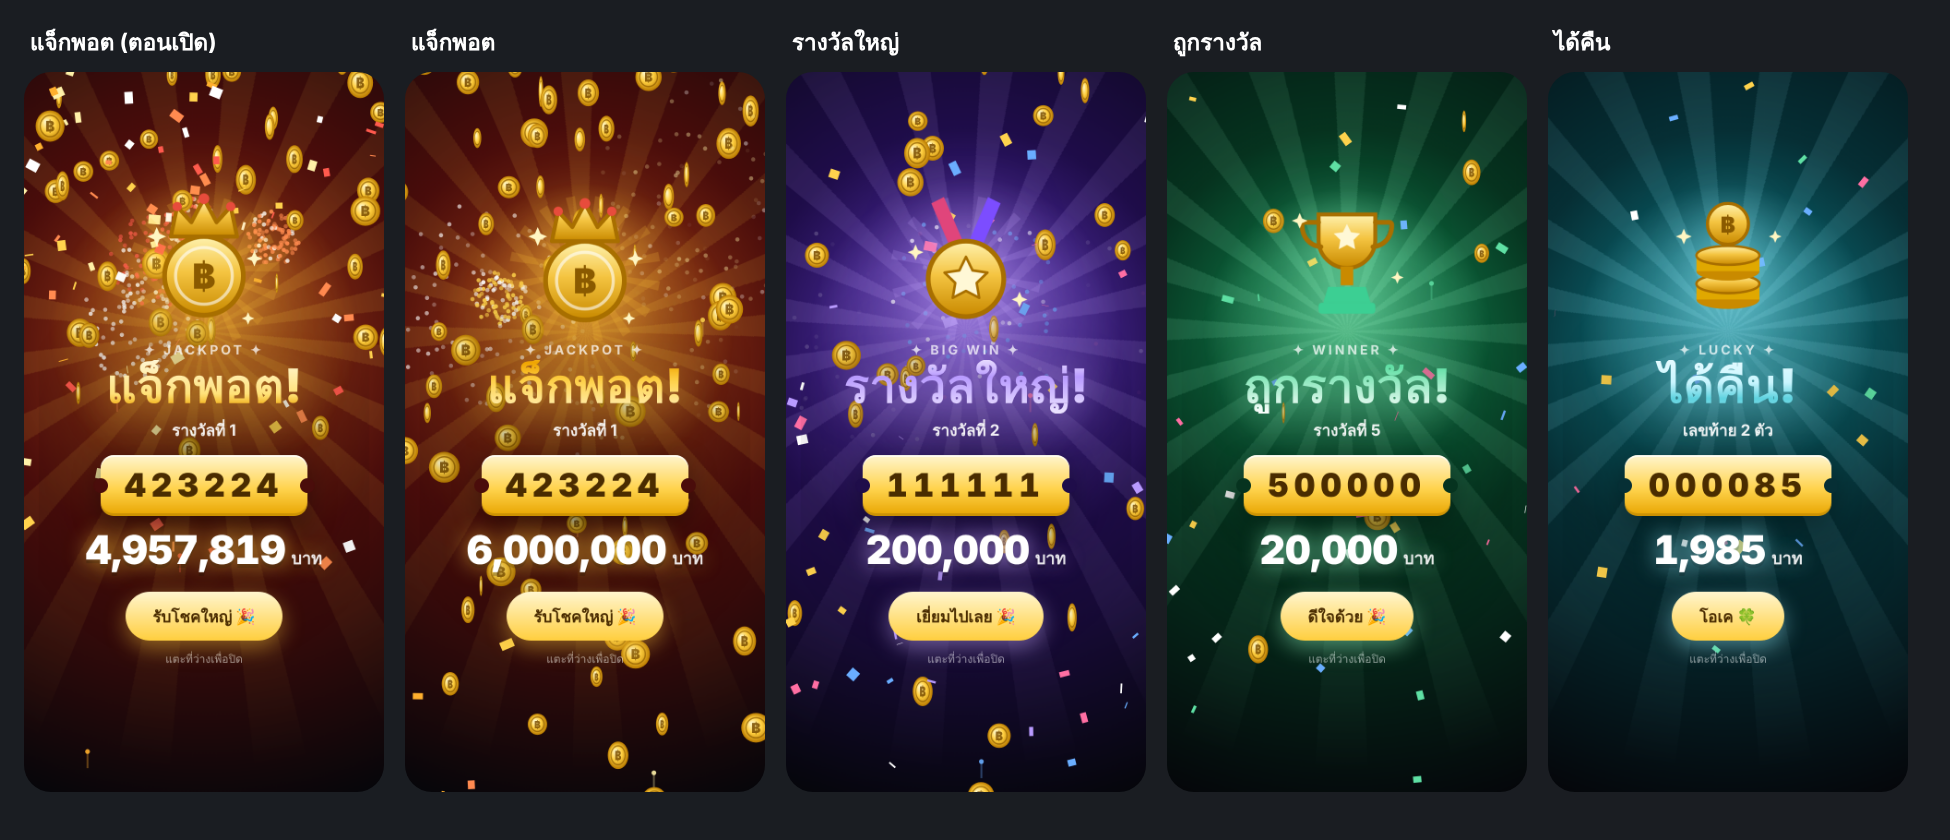 แจ็กพอต (ตอนเปิด)
✦ JACKPOT ✦
แจ็กพอต!
รางวัลที่ 1
423224
4,957,819 บาท
รับโชคใหญ่ 🎉
แตะที่ว่างเพื่อปิด
แจ็กพอต
✦ JACKPOT ✦
แจ็กพอต!
รางวัลที่ 1
423224
6,000,000 บาท
รับโชคใหญ่ 🎉
แตะที่ว่างเพื่อปิด
รางวัลใหญ่
✦ BIG WIN ✦
รางวัลใหญ่!
รางวัลที่ 2
111111
200,000 บาท
เยี่ยมไปเลย 🎉
แตะที่ว่างเพื่อปิด
ถูกรางวัล
✦ WINNER ✦
ถูกรางวัล!
รางวัลที่ 5
500000
20,000 บาท
ดีใจด้วย 🎉
แตะที่ว่างเพื่อปิด
ได้คืน
✦ LUCKY ✦
ได้คืน!
เลขท้าย 2 ตัว
000085
1,985 บาท
โอเค 🍀
แตะที่ว่างเพื่อปิด